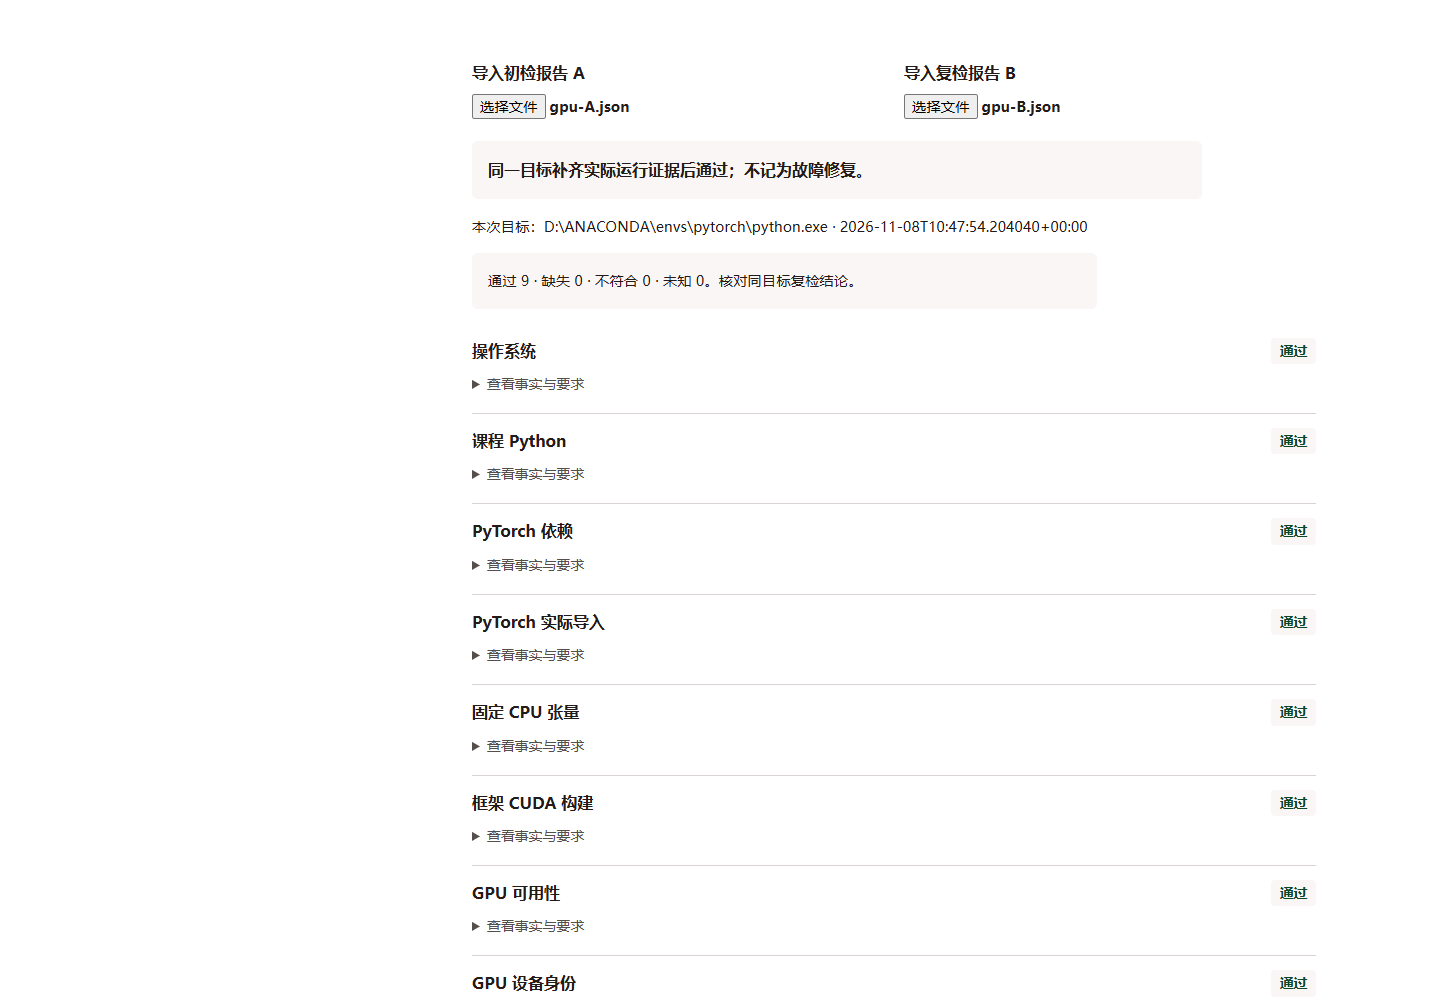 导入初检报告 A
选择文件 gpu-A.json
导入复检报告 B
选择文件 gpu-B.json
同一目标补齐实际运行证据后通过；不记为故障修复。
本次目标：D:\ANACONDA\envs\pytorch\python.exe · 2026-11-08T10:47:54.204040+00:00
通过 9 · 缺失 0 · 不符合 0 · 未知 0。核对同目标复检结论。
操作系统 通过
查看事实与要求
课程 Python 通过
查看事实与要求
PyTorch 依赖 通过
查看事实与要求
PyTorch 实际导入 通过
查看事实与要求
固定 CPU 张量 通过
查看事实与要求
框架 CUDA 构建 通过
查看事实与要求
GPU 可用性 通过
查看事实与要求
GPU 设备身份 通过